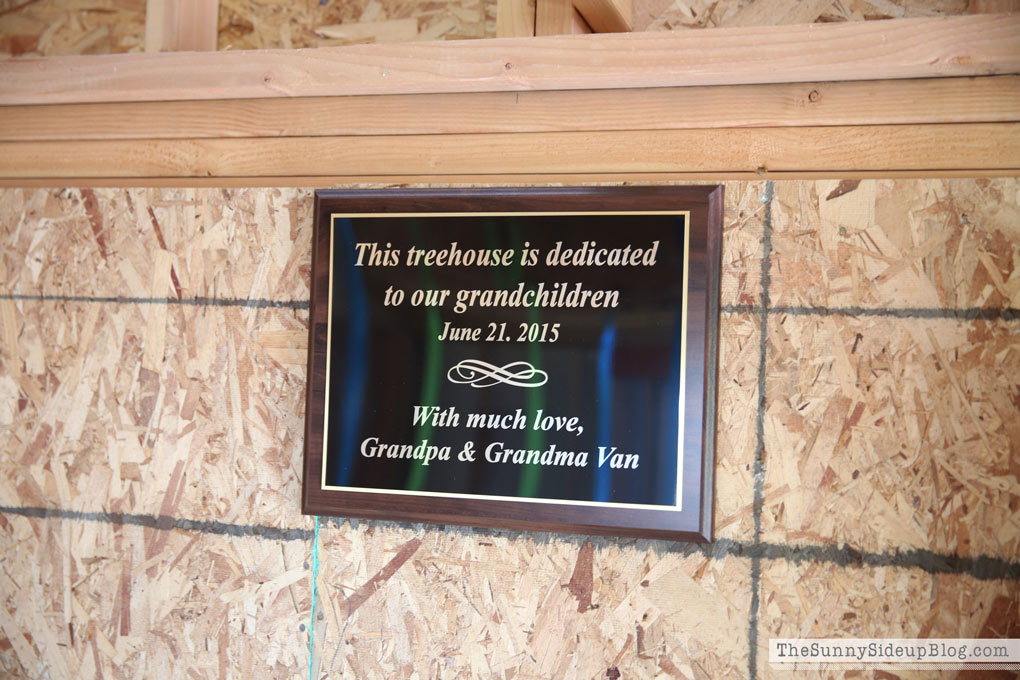 This treehouse is dedicated
to our grandchildren
June 21. 2015
With much love,
Grandpa & Grandma Van
TheSunnySideupBlog.com